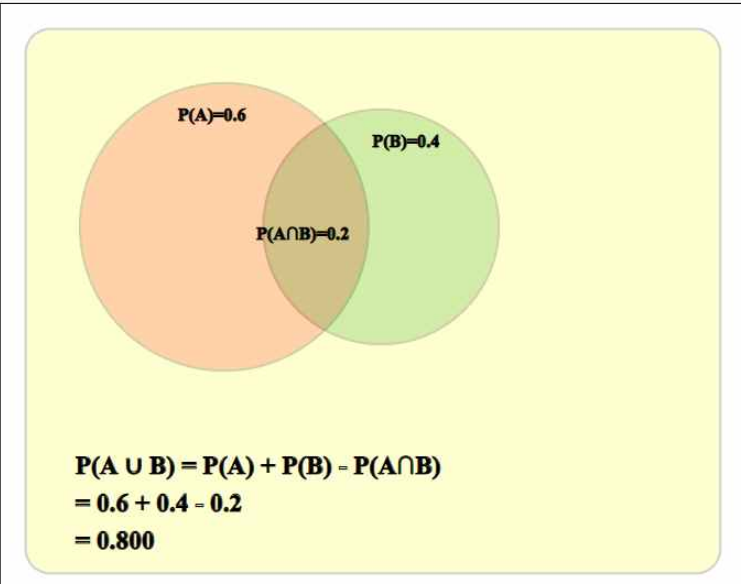 P(A)=0.6
P(B)=0.4
P(A∩B)=0.2
P(A ∪ B) = P(A) + P(B) - P(A∩B)
= 0.6 + 0.4 - 0.2
= 0.800